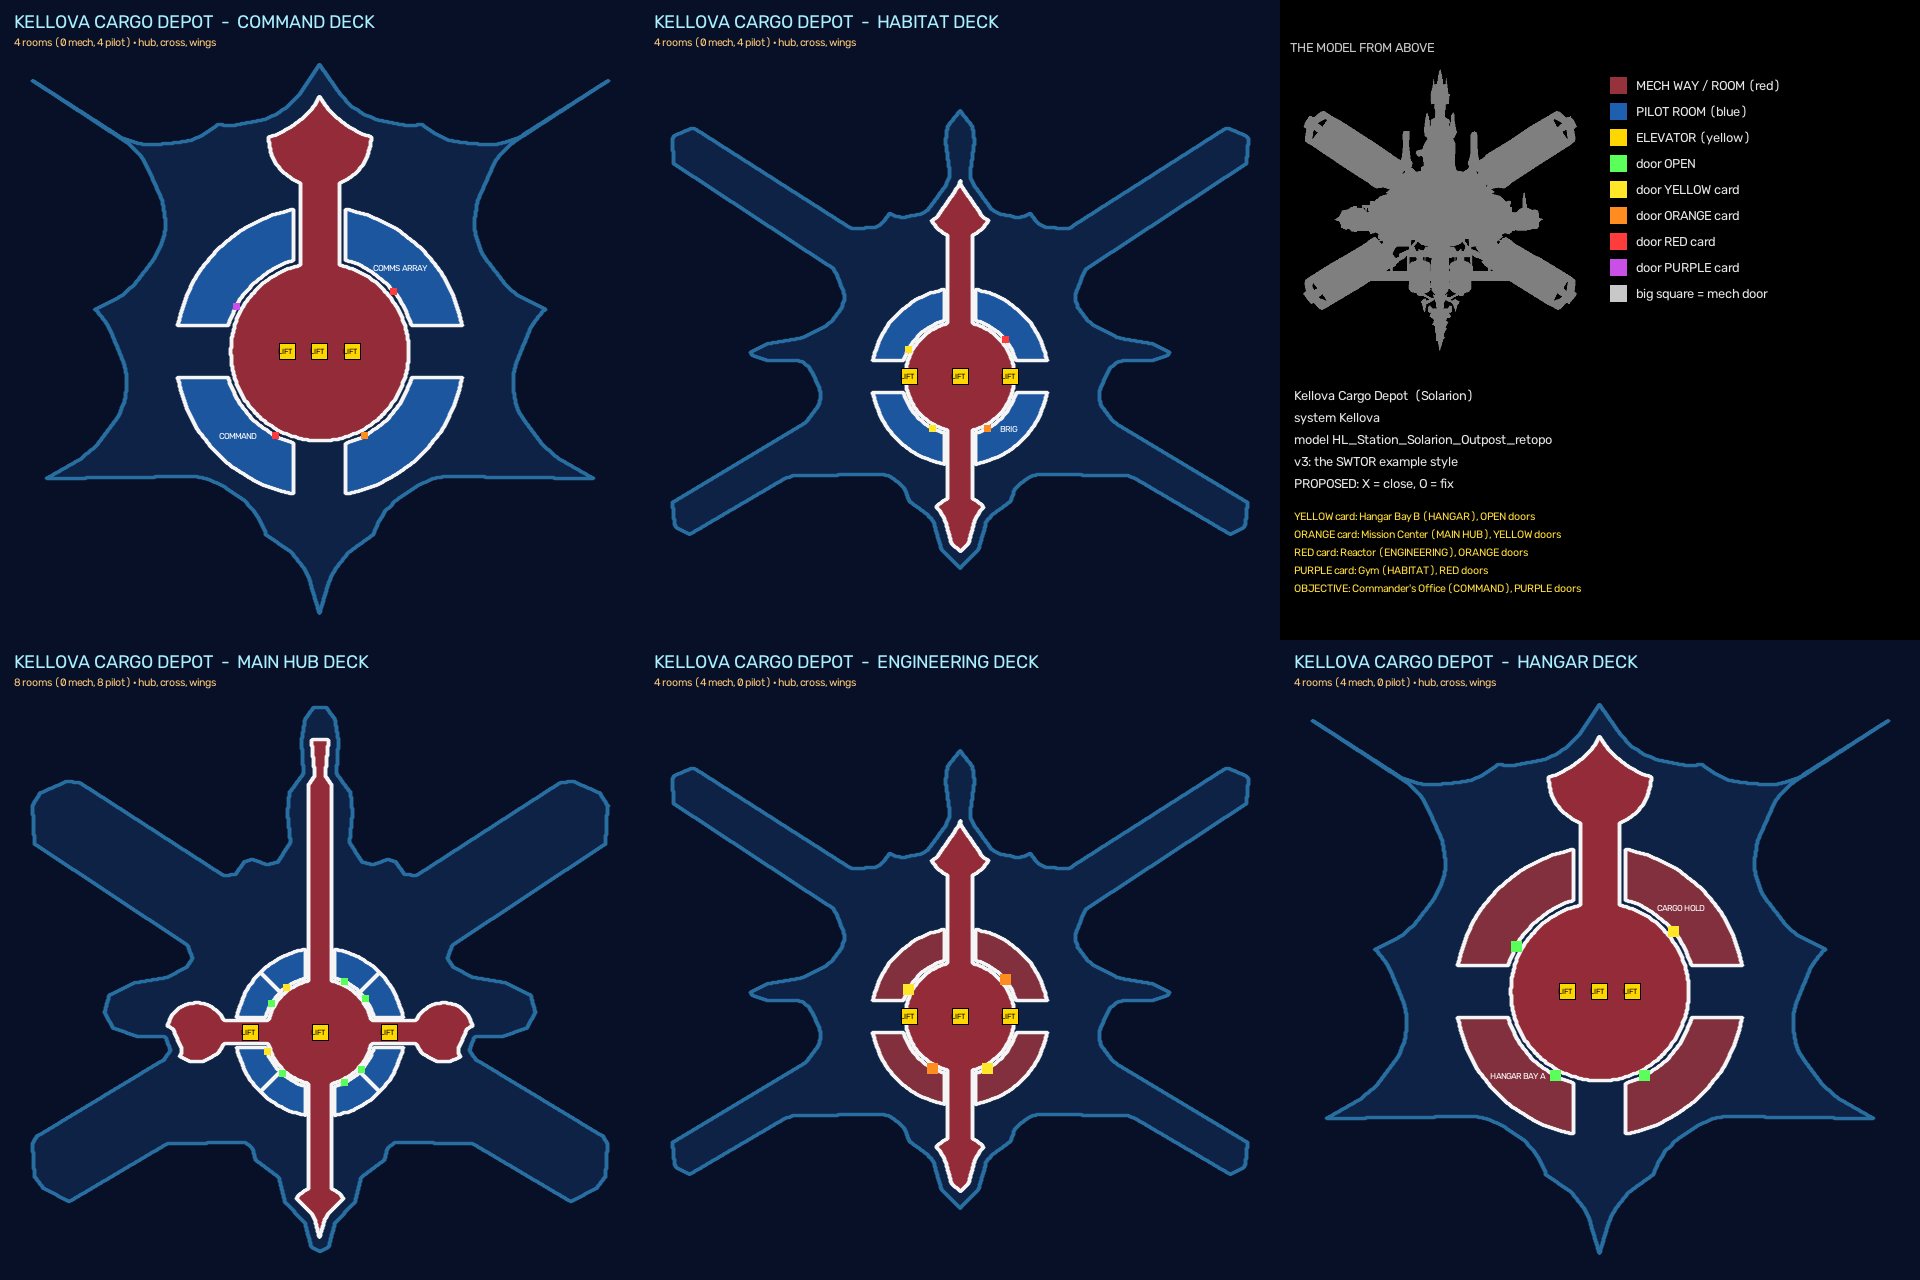 KELLOVA CARGO DEPOT - COMMAND DECK
4 rooms (0 mech, 4 pilot) • hub, cross, wings
COMMS ARRAY
LIFT LIFT LIFT
COMMAND
KELLOVA CARGO DEPOT - HABITAT DECK
4 rooms (0 mech, 4 pilot) • hub, cross, wings
LIFT LIFT LIFT
BRIG
THE MODEL FROM ABOVE
MECH WAY / ROOM (red)
PILOT ROOM (blue)
ELEVATOR (yellow)
door OPEN
door YELLOW card
door ORANGE card
door RED card
door PURPLE card
big square = mech door
Kellova Cargo Depot (Solarion)
system Kellova
model HL_Station_Solarion_Outpost_retopo
v3: the SWTOR example style
PROPOSED: X = close, O = fix
YELLOW card: Hangar Bay B (HANGAR), OPEN doors
ORANGE card: Mission Center (MAIN HUB), YELLOW doors
RED card: Reactor (ENGINEERING), ORANGE doors
PURPLE card: Gym (HABITAT), RED doors
OBJECTIVE: Commander's Office (COMMAND), PURPLE doors
KELLOVA CARGO DEPOT - MAIN HUB DECK
8 rooms (0 mech, 8 pilot) • hub, cross, wings
LIFT LIFT LIFT
KELLOVA CARGO DEPOT - ENGINEERING DECK
4 rooms (4 mech, 0 pilot) • hub, cross, wings
LIFT LIFT LIFT
KELLOVA CARGO DEPOT - HANGAR DECK
4 rooms (4 mech, 0 pilot) • hub, cross, wings
CARGO HOLD
LIFT LIFT LIFT
HANGAR BAY A